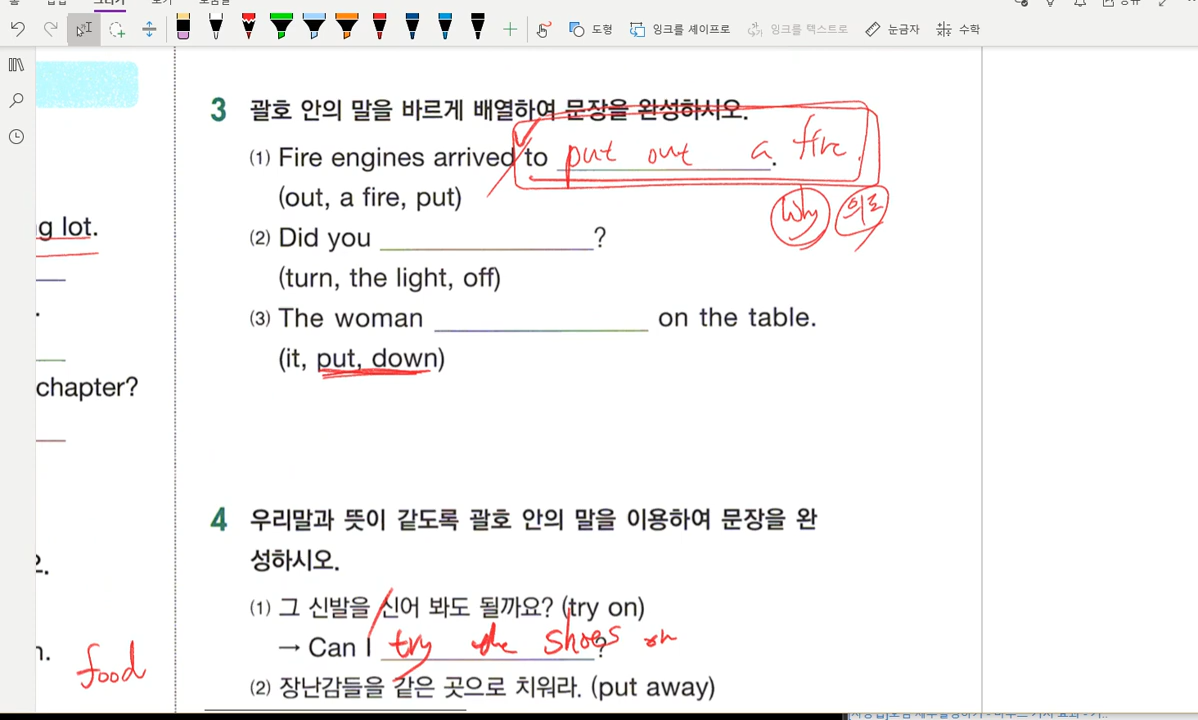 도형 잉크를 셰이프로 잉크를 텍스트로 눈금자 수학
3 괄호 안의 말을 바르게 배열하여 문장을 완성하시오.
(1) Fire engines arrived to put out a fire.
(out, a fire, put)
why 의도
(2) Did you ?
(turn, the light, off)
(3) The woman on the table.
(it, put, down)
g lot.
chapter?
food
4 우리말과 뜻이 같도록 괄호 안의 말을 이용하여 문장을 완
성하시오.
(1) 그 신발을 신어 봐도 될까요? (try on)
→ Can I try the shoes on ?
(2) 장난감들을 같은 곳으로 치워라. (put away)